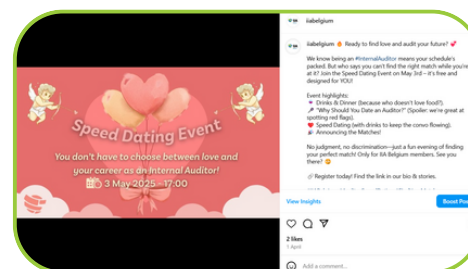 Speed Dating Event
You don't have to choose between love and
your career as an Internal Auditor!
3 May 2025 - 17:00
iiabelgium
iiabelgium 🔥 Ready to find love and audit your future? 💕
We know being an #InternalAuditor means your schedule's
packed. But who says you can't find the right match while you're
at it? Join the Speed Dating Event on May 3rd – it's free and
designed for YOU!
Event highlights:
🍷 Drinks & Dinner (because who doesn't love food?).
🎤 "Why Should You Date an Auditor?" (Spoiler: we're great at
spotting red flags).
💘 Speed Dating (with drinks to keep the convo flowing).
🎉 Announcing the Matches!
No judgment, no discrimination—just a fun evening of finding
your perfect match! Only for IIA Belgium members. See you
there? 😉
🔗 Register today! Find the link in our bio & stories.
View Insights
Boost Pos
2 likes
1 April
Add a comment...